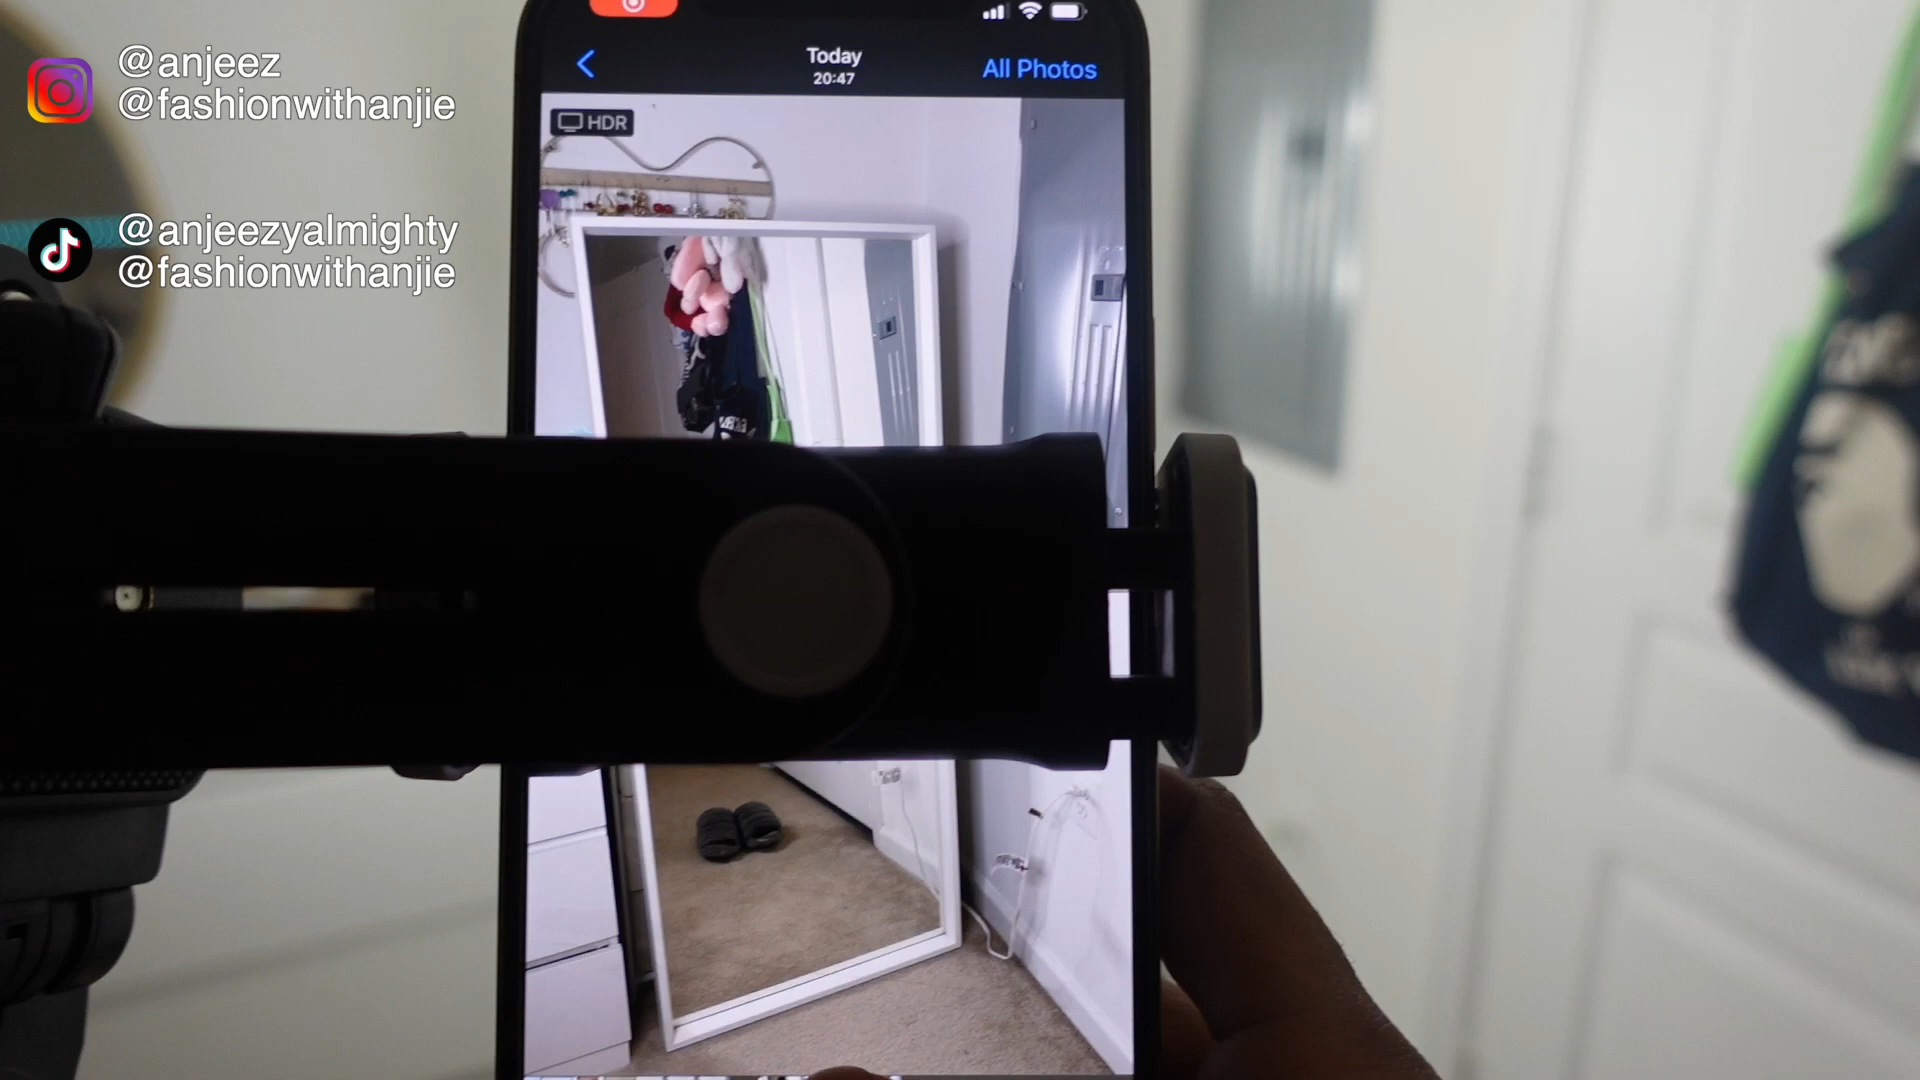 @anjeez
@fashionwithanjie
@anjeezyalmighty
@fashionwithanjie
Today
20:47
All Photos
HDR